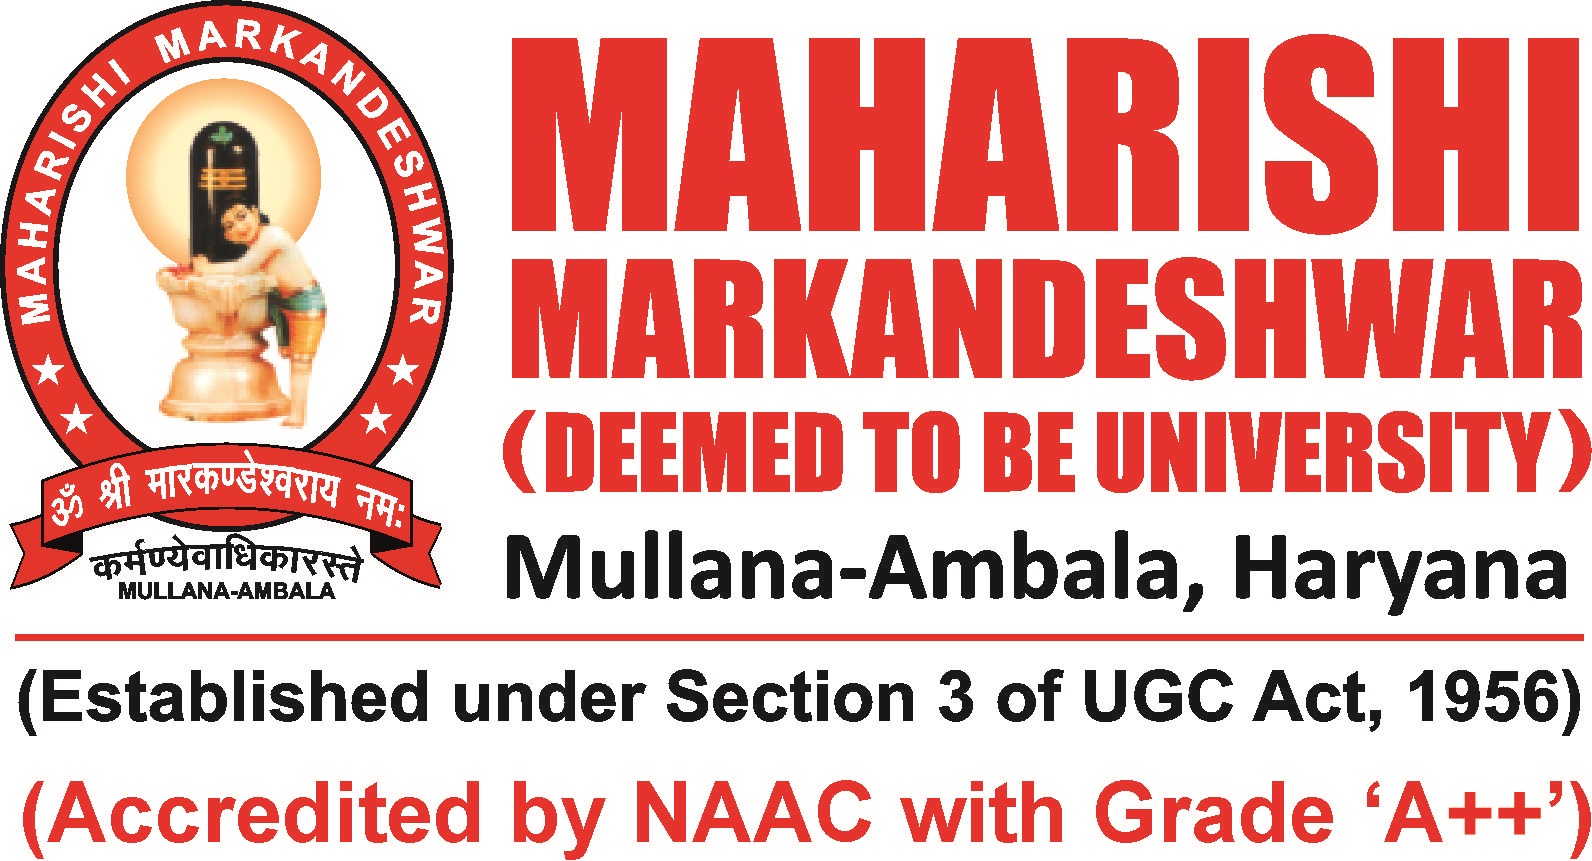 MAHARISHI MARKANDESHWAR
ॐ श्री मारकण्डेश्वराय नमः
कर्मण्येवाधिकारस्ते
MULLANA-AMBALA
MAHARISHI
MARKANDESHWAR
(DEEMED TO BE UNIVERSITY)
Mullana-Ambala, Haryana
(Established under Section 3 of UGC Act, 1956)
(Accredited by NAAC with Grade ‘A++’)